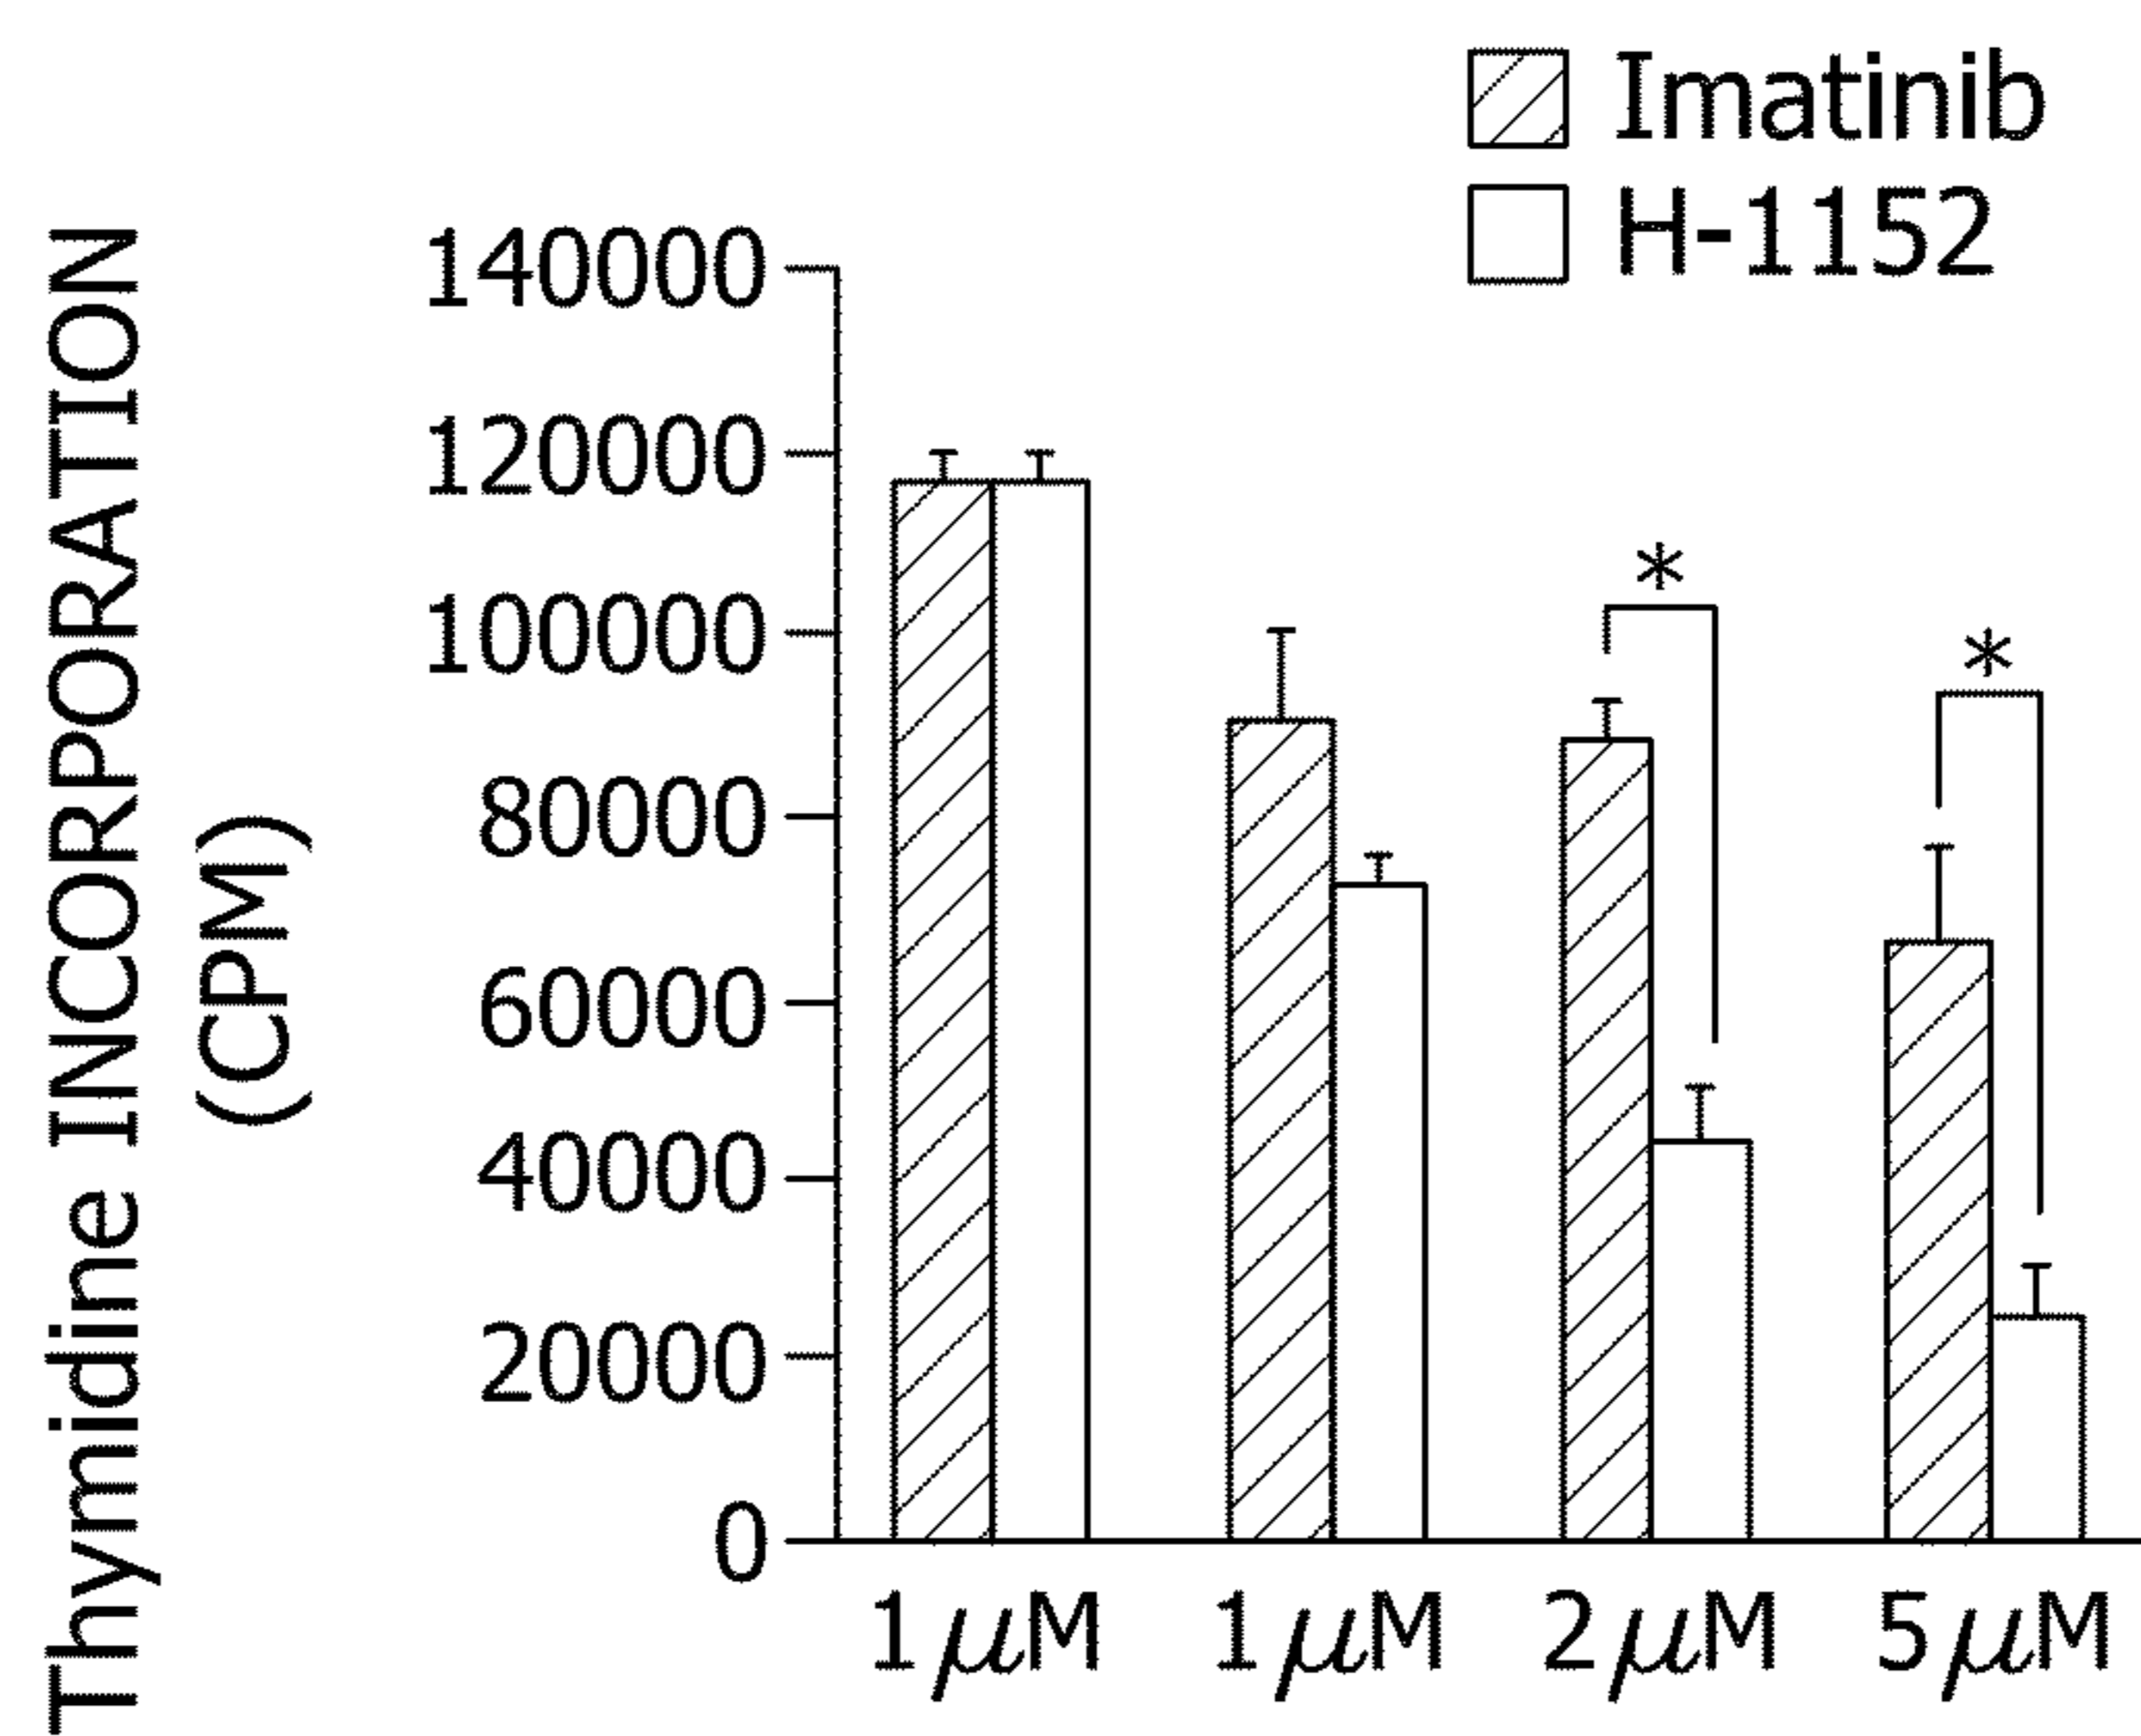 Imatinib
H-1152
Thymidine INCORPORATION
(CPM)
140000
120000
100000
80000
60000
40000
20000
0
*
*
1μM 1μM 2μM 5μM